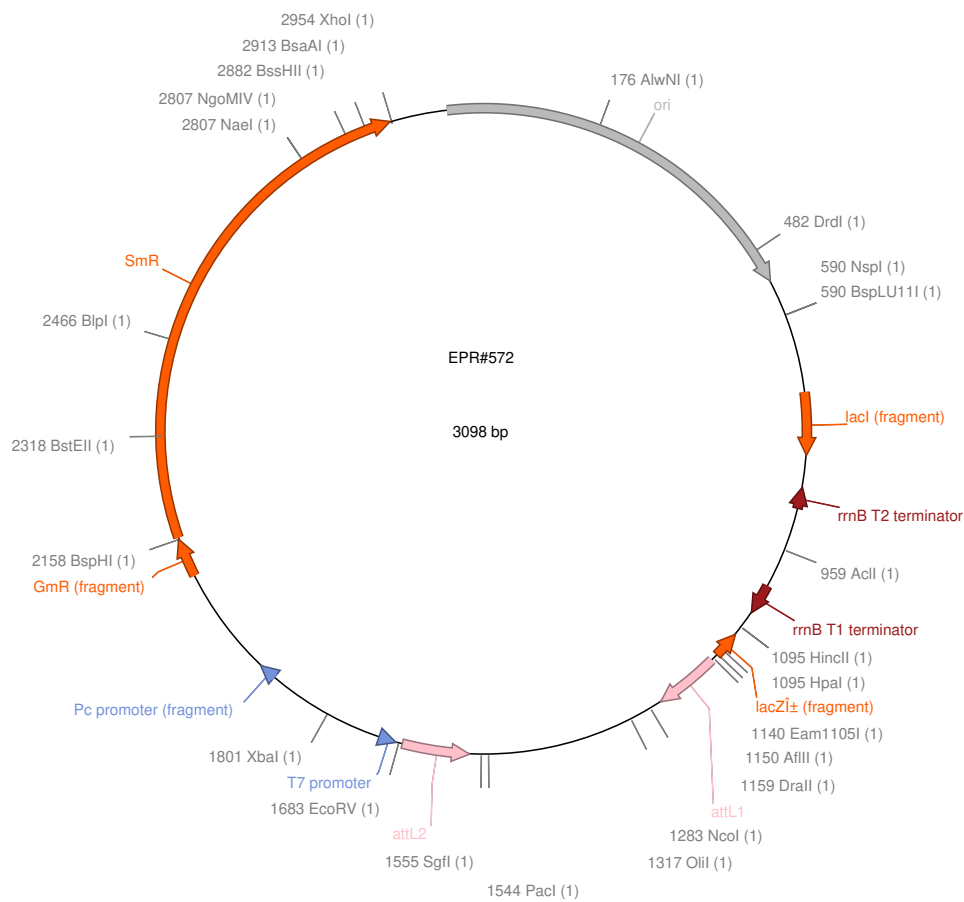 2954 XhoI (1)
2913 BsaAI (1)
2882 BssHII (1)
2807 NgoMIV (1)
2807 NaeI (1)
176 AlwNI (1)
ori
482 DrdI (1)
590 NspI (1)
590 BspLU11I (1)
SmR
2466 BlpI (1)
EPR#572
3098 bp
lacI (fragment)
2318 BstEII (1)
rrnB T2 terminator
2158 BspHI (1)
GmR (fragment)
959 AclI (1)
rrnB T1 terminator
1095 HincII (1)
1095 HpaI (1)
lacZÎ± (fragment)
Pc promoter (fragment)
1140 Eam1105I (1)
1150 AflII (1)
1801 XbaI (1)
T7 promoter
1159 DraII (1)
1683 EcoRV (1)
attL1
attL2
1283 NcoI (1)
1555 SgfI (1)
1317 OliI (1)
1544 PacI (1)